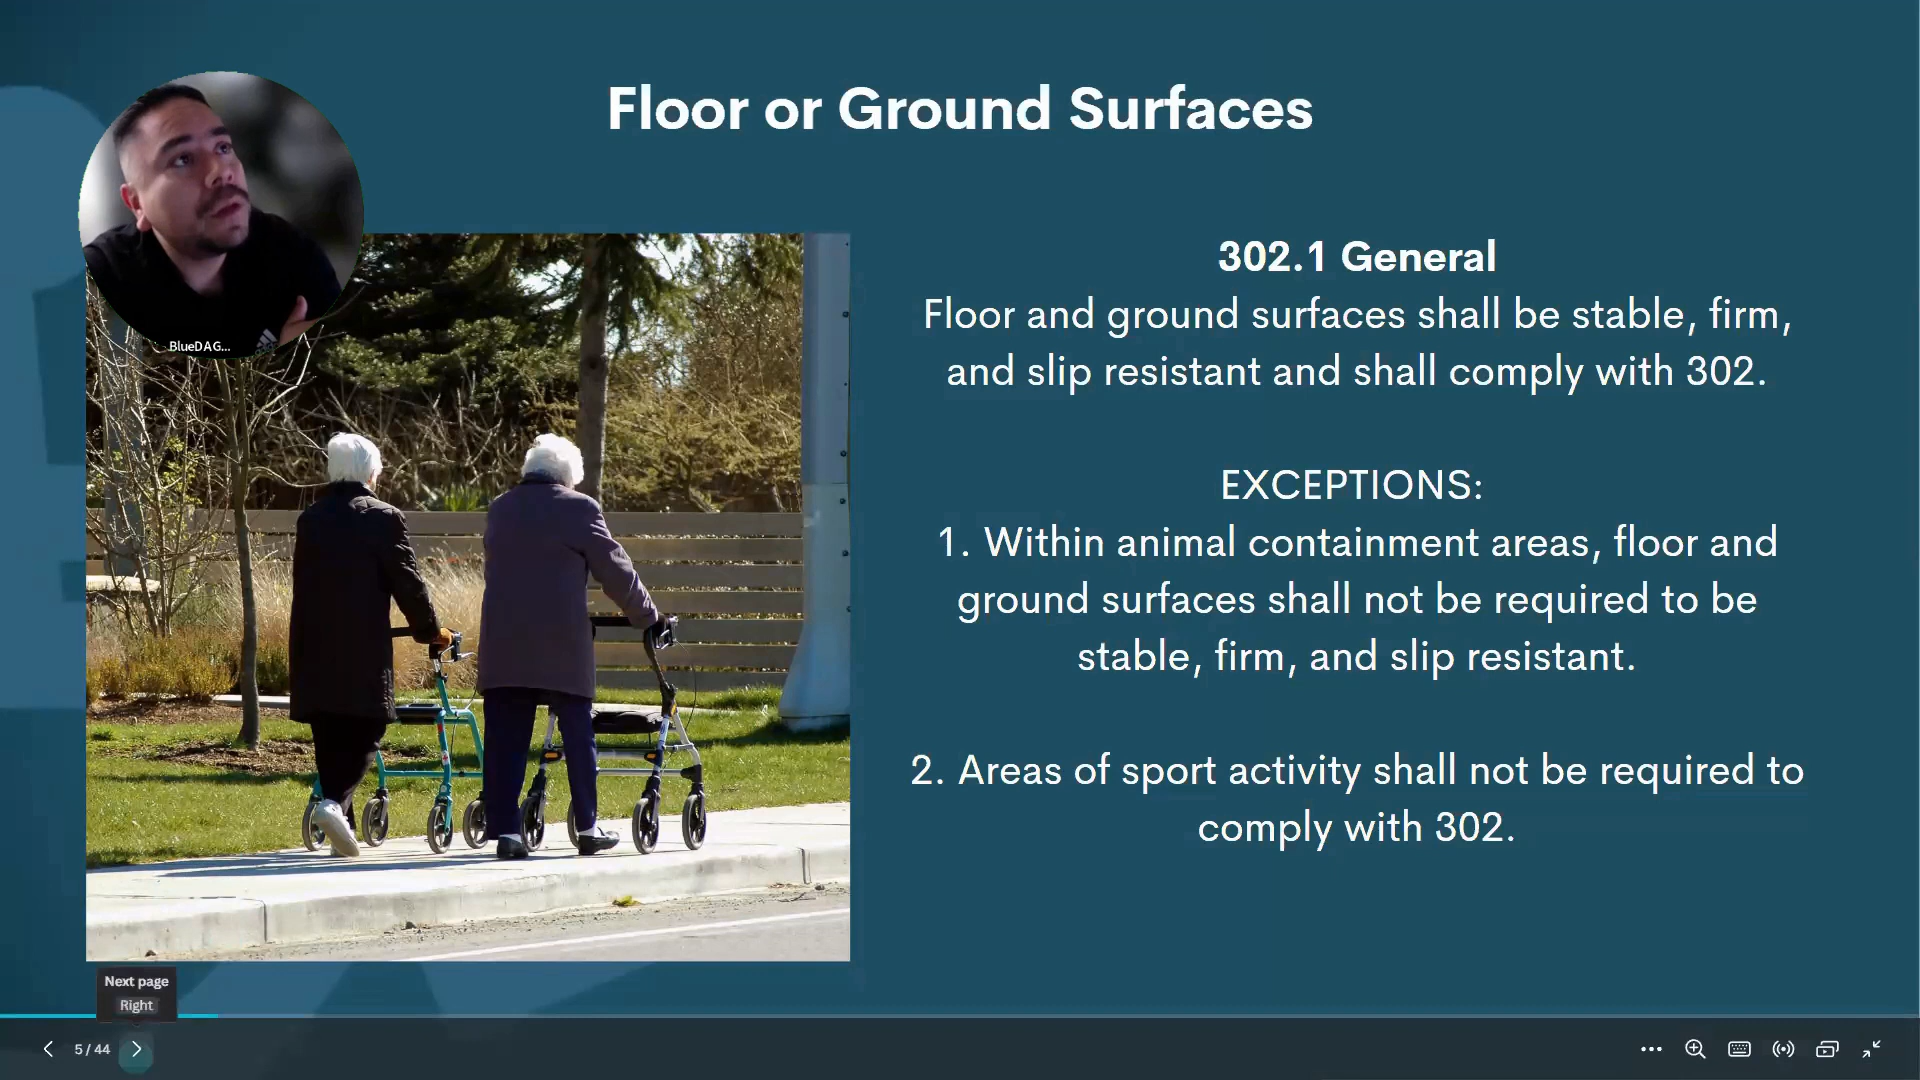 Floor or Ground Surfaces
BlueDAG...
302.1 General
Floor and ground surfaces shall be stable, firm,
and slip resistant and shall comply with 302.
EXCEPTIONS:
1. Within animal containment areas, floor and
ground surfaces shall not be required to be
stable, firm, and slip resistant.
2. Areas of sport activity shall not be required to
comply with 302.
Next page
Right
5 / 44